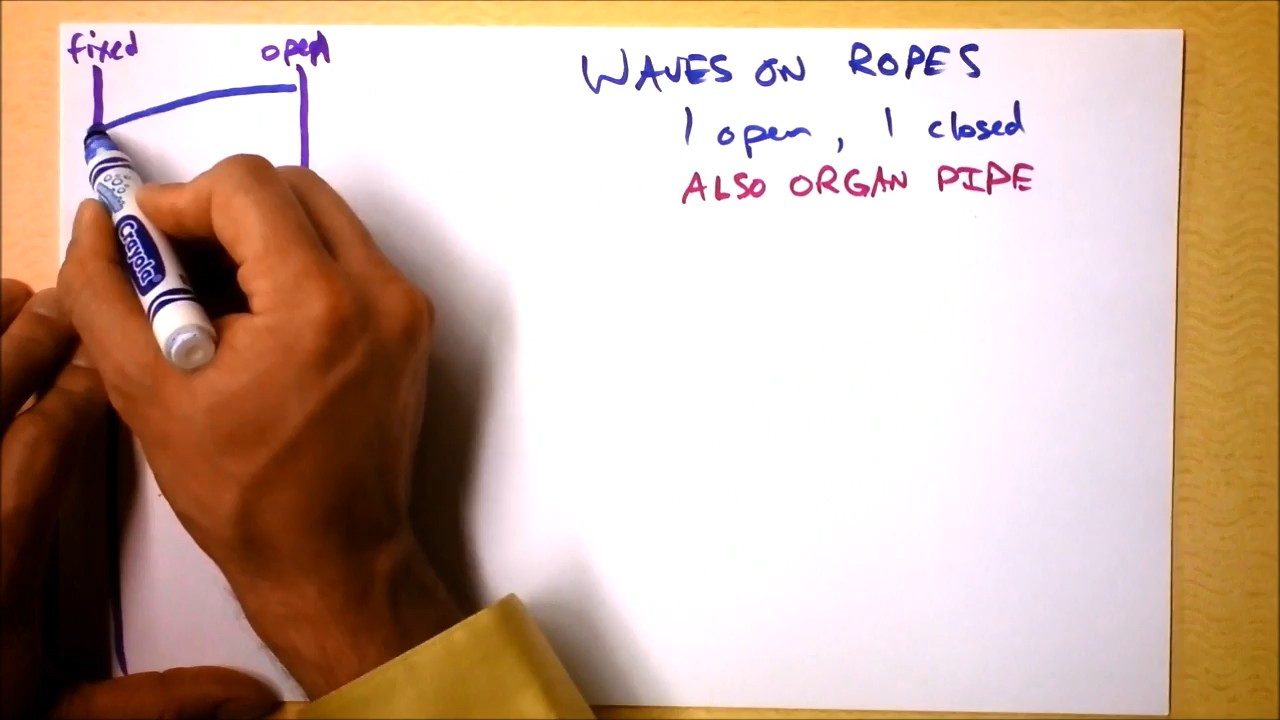 fixed open
WAVES ON ROPES
1 open, 1 closed
ALSO ORGAN PIPE
Crayola